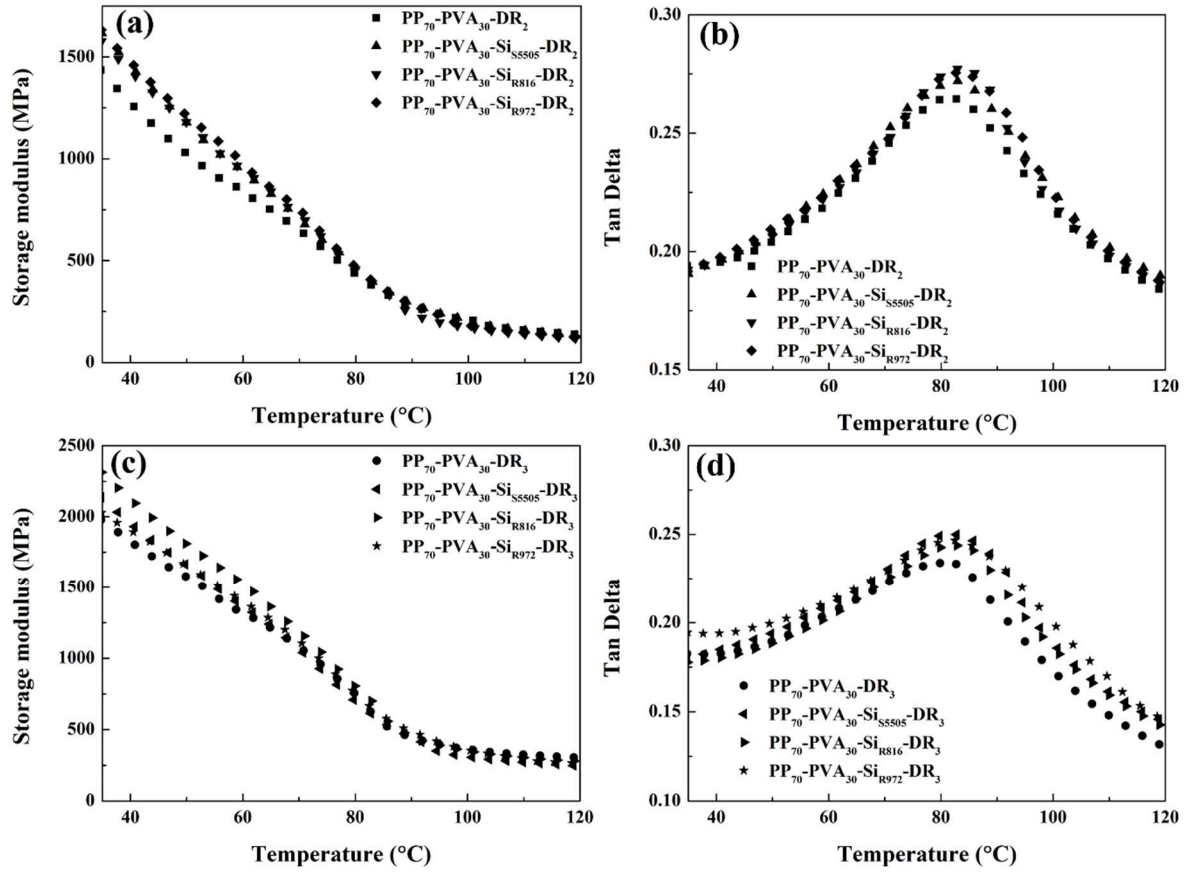 (a)
PP70-PVA30-DR2
PP70-PVA30-SiS5505-DR2
PP70-PVA30-SiR816-DR2
PP70-PVA30-SiR972-DR2
1500
1000
500
0
Storage modulus (MPa)
40 60 80 100 120
Temperature (°C)
(b)
0.30
0.25
0.20
0.15
Tan Delta
PP70-PVA30-DR2
PP70-PVA30-SiS5505-DR2
PP70-PVA30-SiR816-DR2
PP70-PVA30-SiR972-DR2
40 60 80 100 120
Temperature (°C)
(c)
PP70-PVA30-DR3
PP70-PVA30-SiS5505-DR3
PP70-PVA30-SiR816-DR3
PP70-PVA30-SiR972-DR3
2500
2000
1500
1000
500
0
Storage modulus (MPa)
40 60 80 100 120
Temperature (°C)
(d)
0.30
0.25
0.20
0.15
0.10
Tan Delta
PP70-PVA30-DR3
PP70-PVA30-SiS5505-DR3
PP70-PVA30-SiR816-DR3
PP70-PVA30-SiR972-DR3
40 60 80 100 120
Temperature (°C)